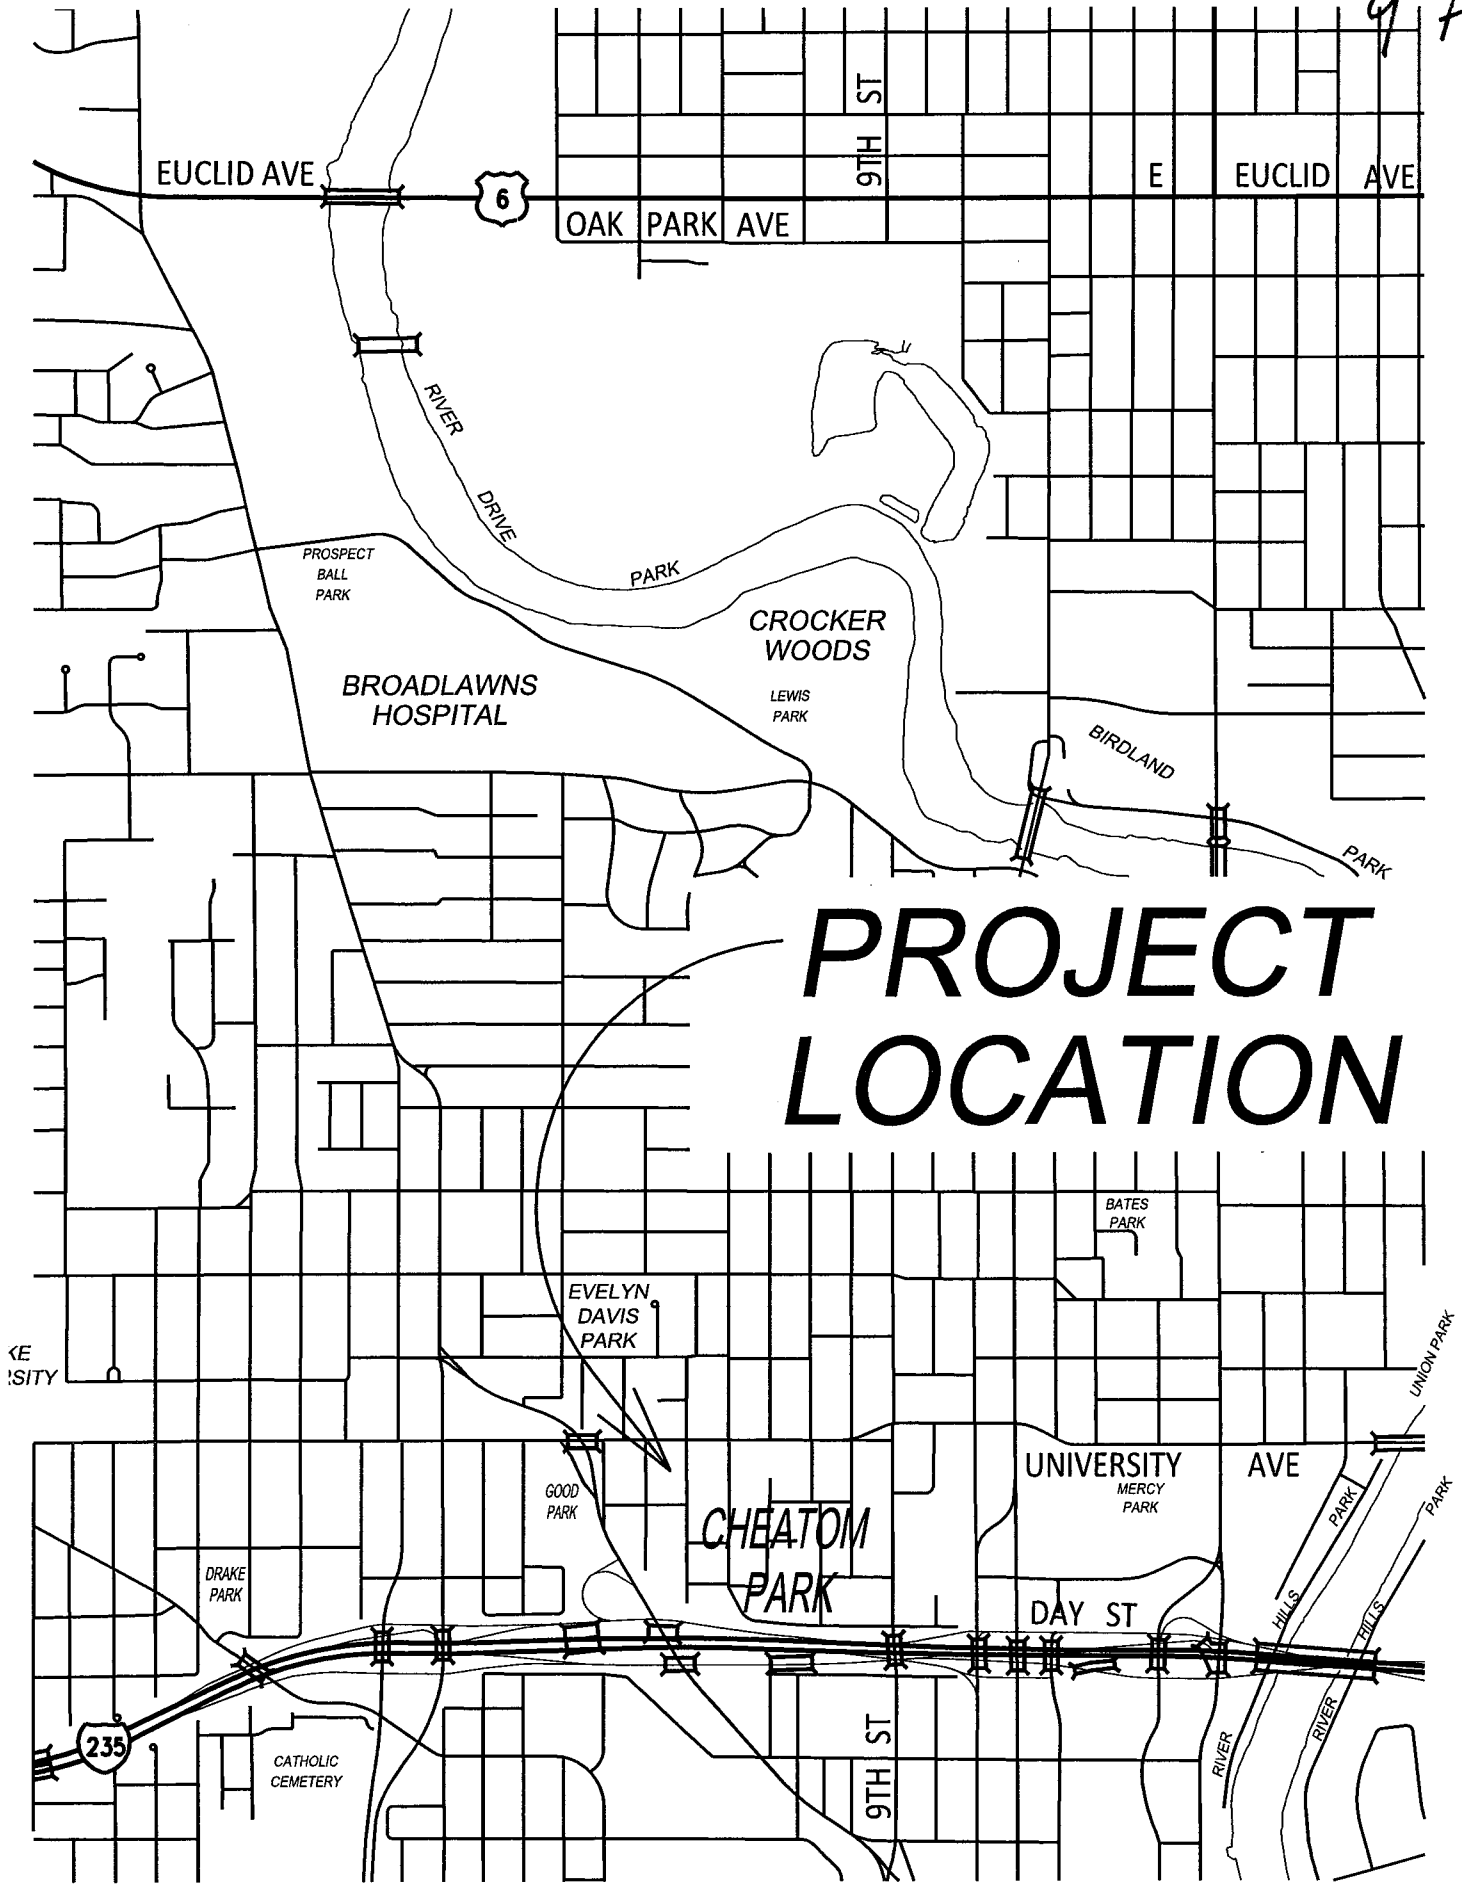 EUCLID AVE
6
9TH ST
E EUCLID AVE
OAK PARK AVE
RIVER
DRIVE
PARK
PROSPECT
BALL
PARK
CROCKER
WOODS
BROADLAWNS
HOSPITAL
LEWIS
PARK
BIRDLAND
PARK
PROJECT
LOCATION
BATES
PARK
EVELYN
DAVIS
PARK
KE
RSITY
UNION PARK
UNIVERSITY AVE
MERCY
PARK
GOOD
PARK
CHEATOM
PARK
PARK
PARK
DRAKE
PARK
DAY ST
HILLS
HILLS
RIVER
RIVER
235
CATHOLIC
CEMETERY
9TH ST